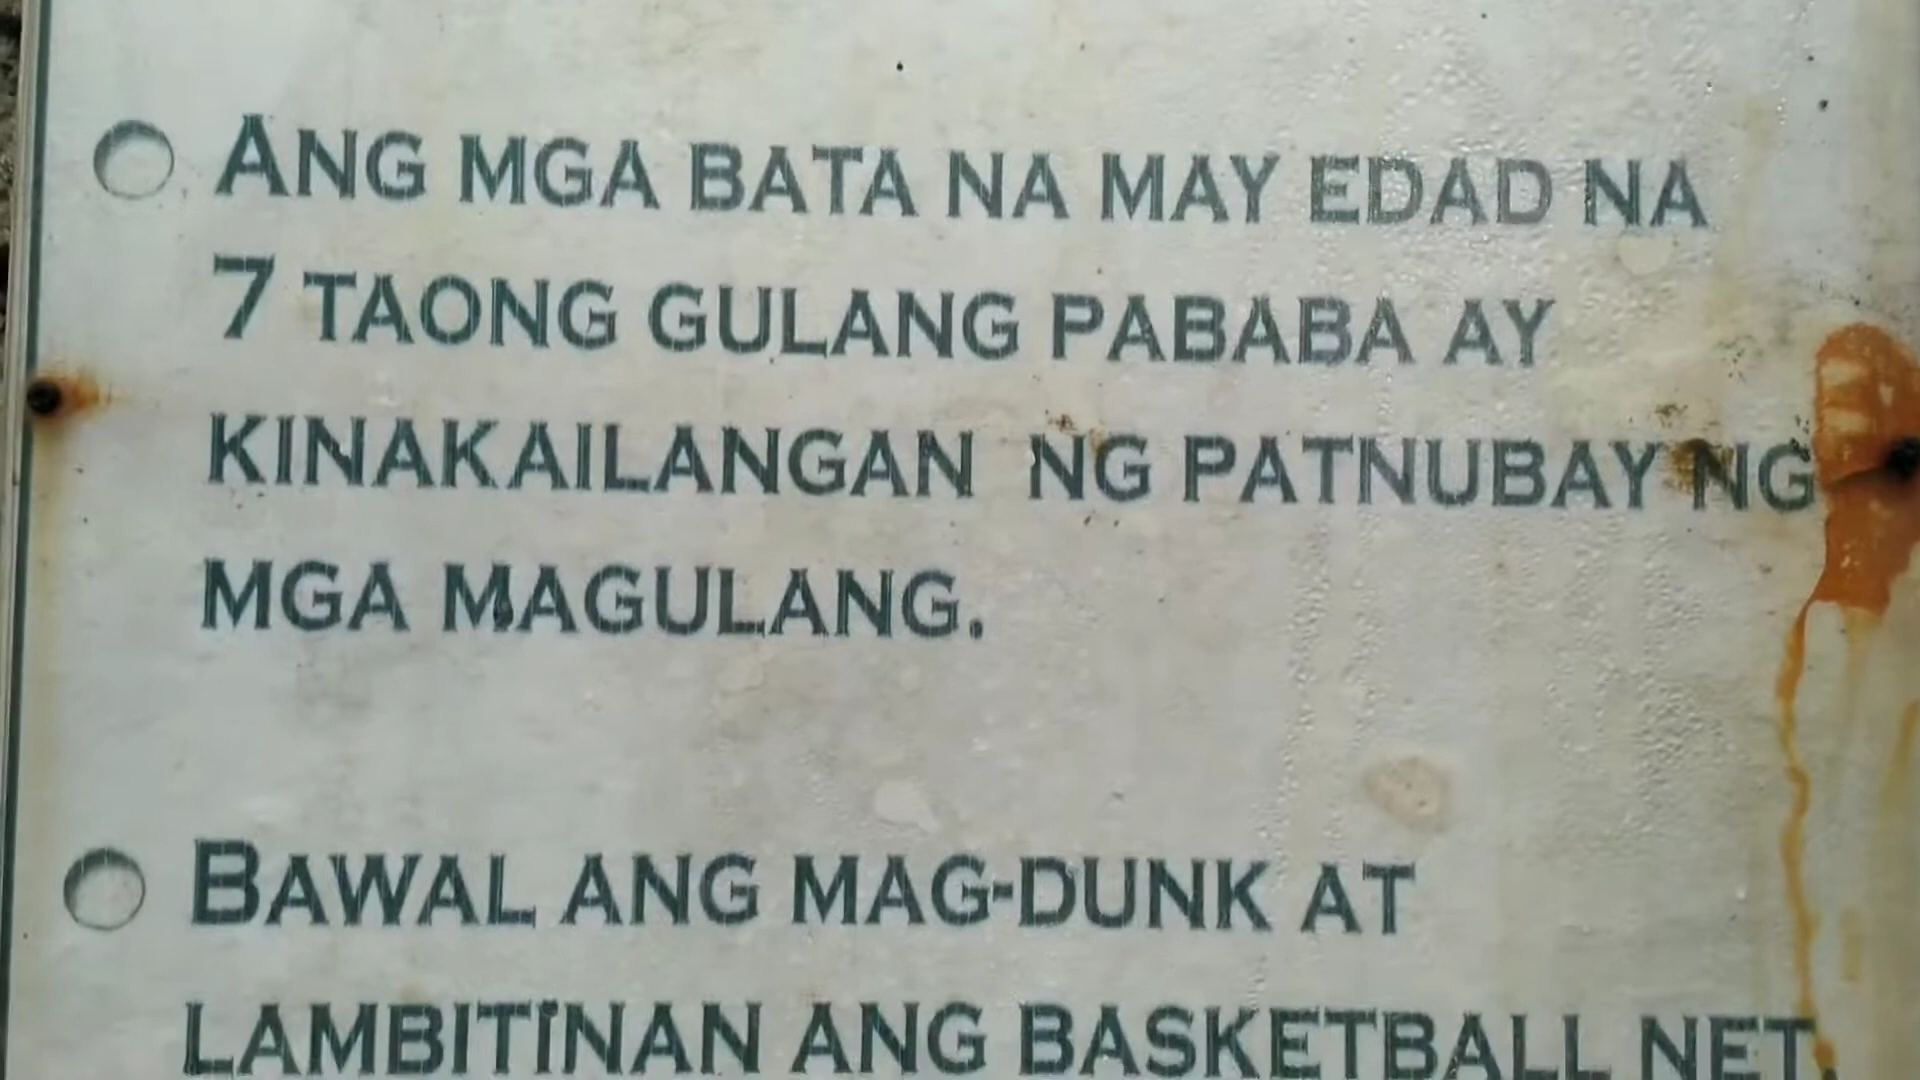 ANG MGA BATA NA MAY EDAD NA
7 TAONG GULANG PABABA AY
KINAKAILANGAN NG PATNUBAY NG
MGA MAGULANG.
BAWAL ANG MAG-DUNK AT
LAMBITINAN ANG BASKETBALL NET.